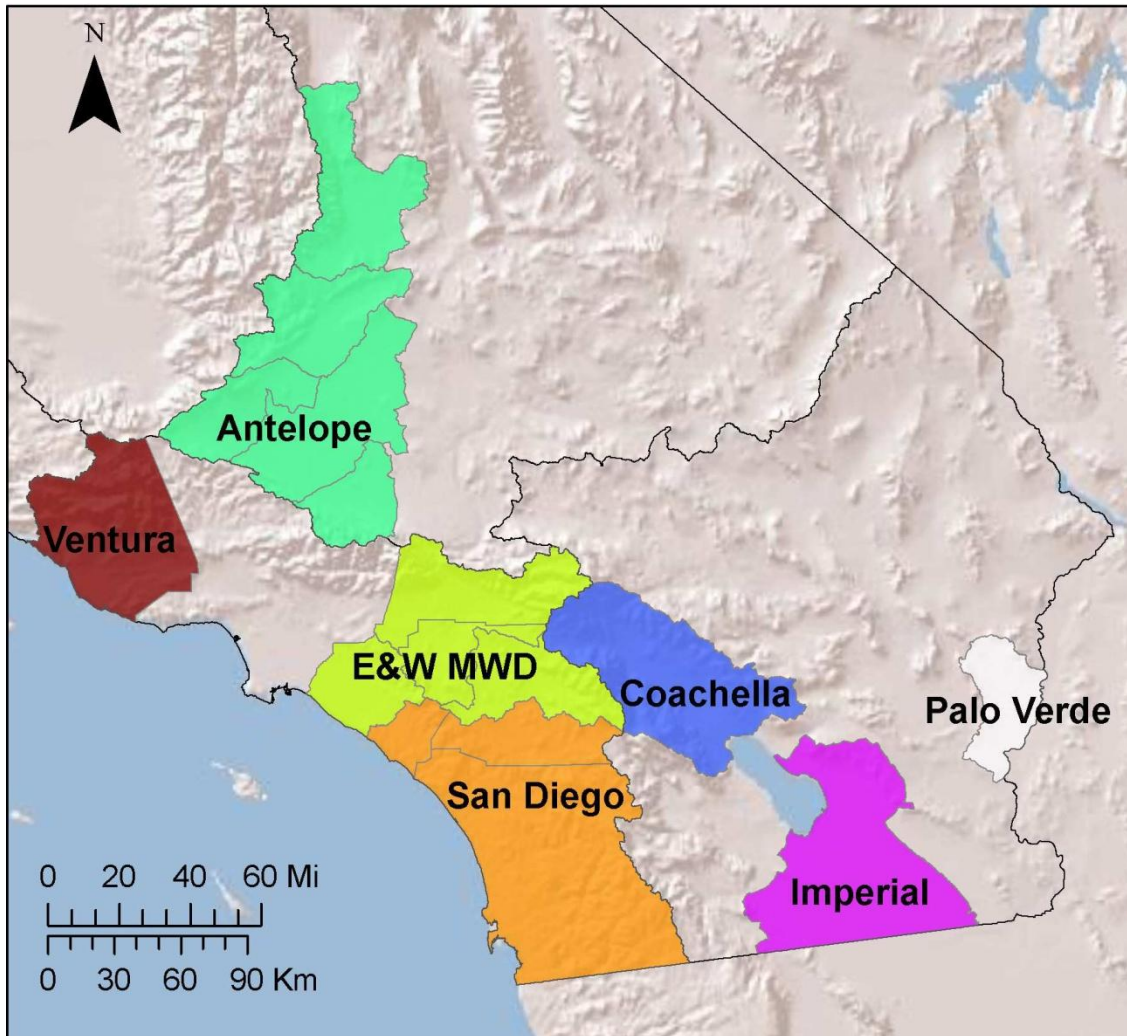 N
Antelope
Ventura
E&W MWD
Coachella
Palo Verde
San Diego
Imperial
0 20 40 60 Mi
0 30 60 90 Km